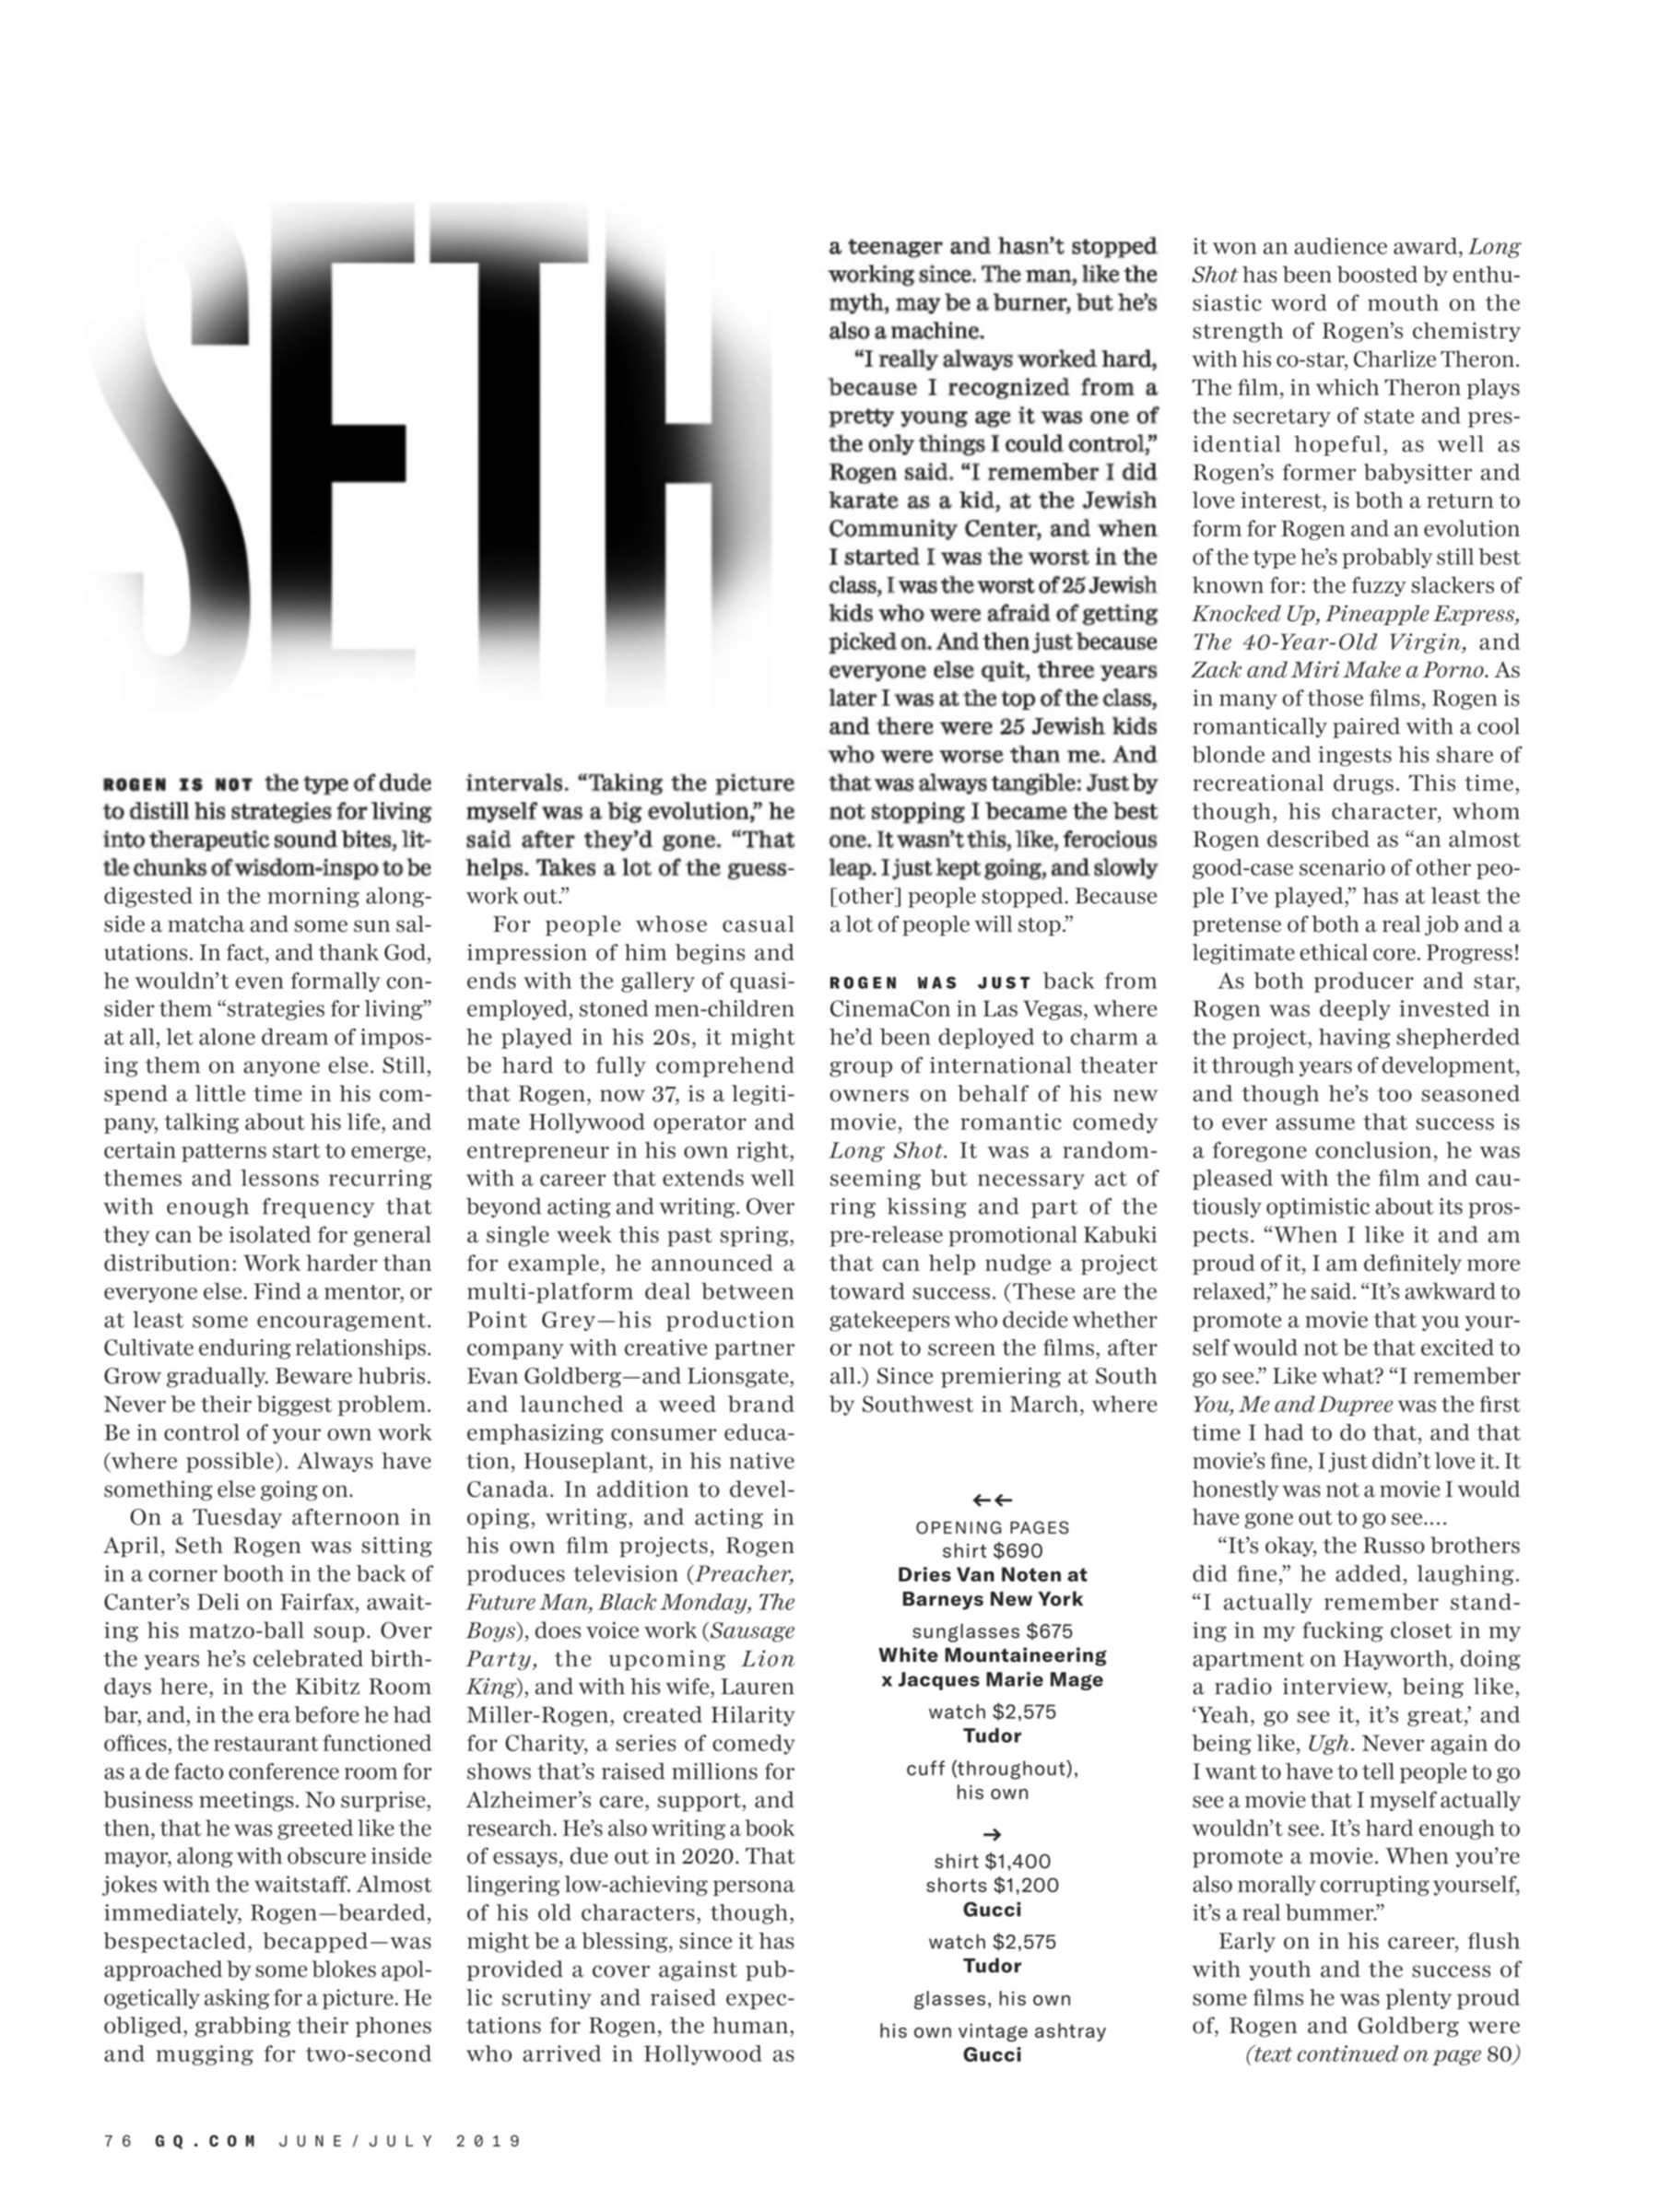 SETH
ROGEN IS NOT the type of dude
to distill his strategies for living
into therapeutic sound bites, lit-
tle chunks of wisdom-inspo to be
digested in the morning along-
side a matcha and some sun sal-
utations. In fact, and thank God,
he wouldn't even formally con-
sider them “strategies for living”
at all, let alone dream of impos-
ing them on anyone else. Still,
spend a little time in his com-
pany, talking about his life, and
certain patterns start to emerge,
themes and lessons recurring
with enough frequency that
they can be isolated for general
distribution: Work harder than
everyone else. Find a mentor, or
at least some encouragement.
Cultivate enduring relationships.
Grow gradually. Beware hubris.
Never be their biggest problem.
Be in control of your own work
(where possible). Always have
something else going on.
On a Tuesday afternoon in
April, Seth Rogen was sitting
in a corner booth in the back of
Canter's Deli on Fairfax, await-
ing his matzo-ball soup. Over
the years he's celebrated birth-
days here, in the Kibitz Room
bar, and, in the era before he had
offices, the restaurant functioned
as a de facto conference room for
business meetings. No surprise,
then, that he was greeted like the
mayor, along with obscure inside
jokes with the waitstaff. Almost
immediately, Rogen—bearded,
bespectacled, becapped—was
approached by some blokes apol-
ogetically asking for a picture. He
obliged, grabbing their phones
and mugging for two-second
intervals. “Taking the picture
myself was a big evolution,” he
said after they'd gone. “That
helps. Takes a lot of the guess-
work out.”
For people whose casual
impression of him begins and
ends with the gallery of quasi-
employed, stoned men-children
he played in his 20s, it might
be hard to fully comprehend
that Rogen, now 37, is a legiti-
mate Hollywood operator and
entrepreneur in his own right,
with a career that extends well
beyond acting and writing. Over
a single week this past spring,
for example, he announced a
multi-platform deal between
Point Grey—his production
company with creative partner
Evan Goldberg—and Lionsgate,
and launched a weed brand
emphasizing consumer educa-
tion, Houseplant, in his native
Canada. In addition to devel-
oping, writing, and acting in
his own film projects, Rogen
produces television (Preacher,
Future Man, Black Monday, The
Boys), does voice work (Sausage
Party, the upcoming Lion
King), and with his wife, Lauren
Miller-Rogen, created Hilarity
for Charity, a series of comedy
shows that's raised millions for
Alzheimer's care, support, and
research. He's also writing a book
of essays, due out in 2020. That
lingering low-achieving persona
of his old characters, though,
might be a blessing, since it has
provided a cover against pub-
lic scrutiny and raised expec-
tations for Rogen, the human,
who arrived in Hollywood as
a teenager and hasn't stopped
working since. The man, like the
myth, may be a burner, but he's
also a machine.
“I really always worked hard,
because I recognized from a
pretty young age it was one of
the only things I could control,”
Rogen said. “I remember I did
karate as a kid, at the Jewish
Community Center, and when
I started I was the worst in the
class, I was the worst of 25 Jewish
kids who were afraid of getting
picked on. And then just because
everyone else quit, three years
later I was at the top of the class,
and there were 25 Jewish kids
who were worse than me. And
that was always tangible: Just by
not stopping I became the best
one. It wasn't this, like, ferocious
leap. I just kept going, and slowly
[other] people stopped. Because
a lot of people will stop.”
ROGEN WAS JUST back from
CinemaCon in Las Vegas, where
he'd been deployed to charm a
group of international theater
owners on behalf of his new
movie, the romantic comedy
Long Shot. It was a random-
seeming but necessary act of
ring kissing and part of the
pre-release promotional Kabuki
that can help nudge a project
toward success. (These are the
gatekeepers who decide whether
or not to screen the films, after
all.) Since premiering at South
by Southwest in March, where
←←
OPENING PAGES
shirt $690
Dries Van Noten at
Barneys New York
sunglasses $675
White Mountaineering
x Jacques Marie Mage
watch $2,575
Tudor
cuff (throughout),
his own
→
shirt $1,400
shorts $1,200
Gucci
watch $2,575
Tudor
glasses, his own
his own vintage ashtray
Gucci
it won an audience award, Long
Shot has been boosted by enthu-
siastic word of mouth on the
strength of Rogen's chemistry
with his co-star, Charlize Theron.
The film, in which Theron plays
the secretary of state and pres-
idential hopeful, as well as
Rogen's former babysitter and
love interest, is both a return to
form for Rogen and an evolution
of the type he's probably still best
known for: the fuzzy slackers of
Knocked Up, Pineapple Express,
The 40-Year-Old Virgin, and
Zack and Miri Make a Porno. As
in many of those films, Rogen is
romantically paired with a cool
blonde and ingests his share of
recreational drugs. This time,
though, his character, whom
Rogen described as “an almost
good-case scenario of other peo-
ple I've played,” has at least the
pretense of both a real job and a
legitimate ethical core. Progress!
As both producer and star,
Rogen was deeply invested in
the project, having shepherded
it through years of development,
and though he's too seasoned
to ever assume that success is
a foregone conclusion, he was
pleased with the film and cau-
tiously optimistic about its pros-
pects. “When I like it and am
proud of it, I am definitely more
relaxed,” he said. “It's awkward to
promote a movie that you your-
self would not be that excited to
go see.” Like what? “I remember
You, Me and Dupree was the first
time I had to do that, and that
movie's fine, I just didn't love it. It
honestly was not a movie I would
have gone out to go see....
“It's okay, the Russo brothers
did fine,” he added, laughing.
“I actually remember stand-
ing in my fucking closet in my
apartment on Hayworth, doing
a radio interview, being like,
‘Yeah, go see it, it's great,’ and
being like, Ugh. Never again do
I want to have to tell people to go
see a movie that I myself actually
wouldn't see. It's hard enough to
promote a movie. When you're
also morally corrupting yourself,
it's a real bummer.”
Early on in his career, flush
with youth and the success of
some films he was plenty proud
of, Rogen and Goldberg were
(text continued on page 80)
76 GQ.COM JUNE/JULY 2019